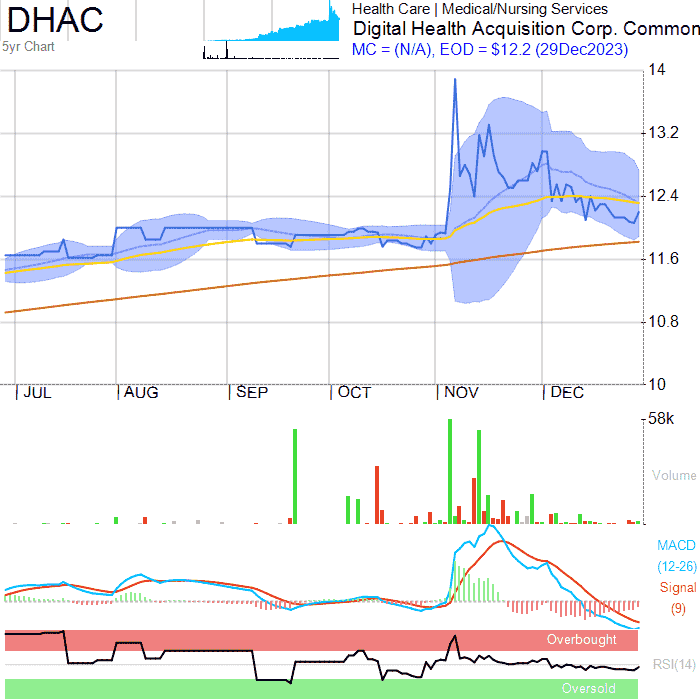 DHAC
5yr Chart
Health Care | Medical/Nursing Services
Digital Health Acquisition Corp. Common
MC = (N/A), EOD = $12.2 (29Dec2023)
14
13.2
12.4
11.6
10.8
10
JUL AUG SEP OCT NOV DEC
58k
Volume
MACD
(12-26)
Signal
(9)
Overbought
RSI(14)
Oversold